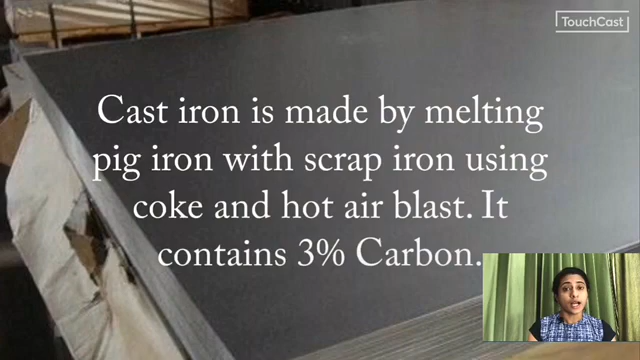 TouchCast
Cast iron is made by melting
pig iron with scrap iron using
coke and hot air blast. It
contains 3% Carbon.